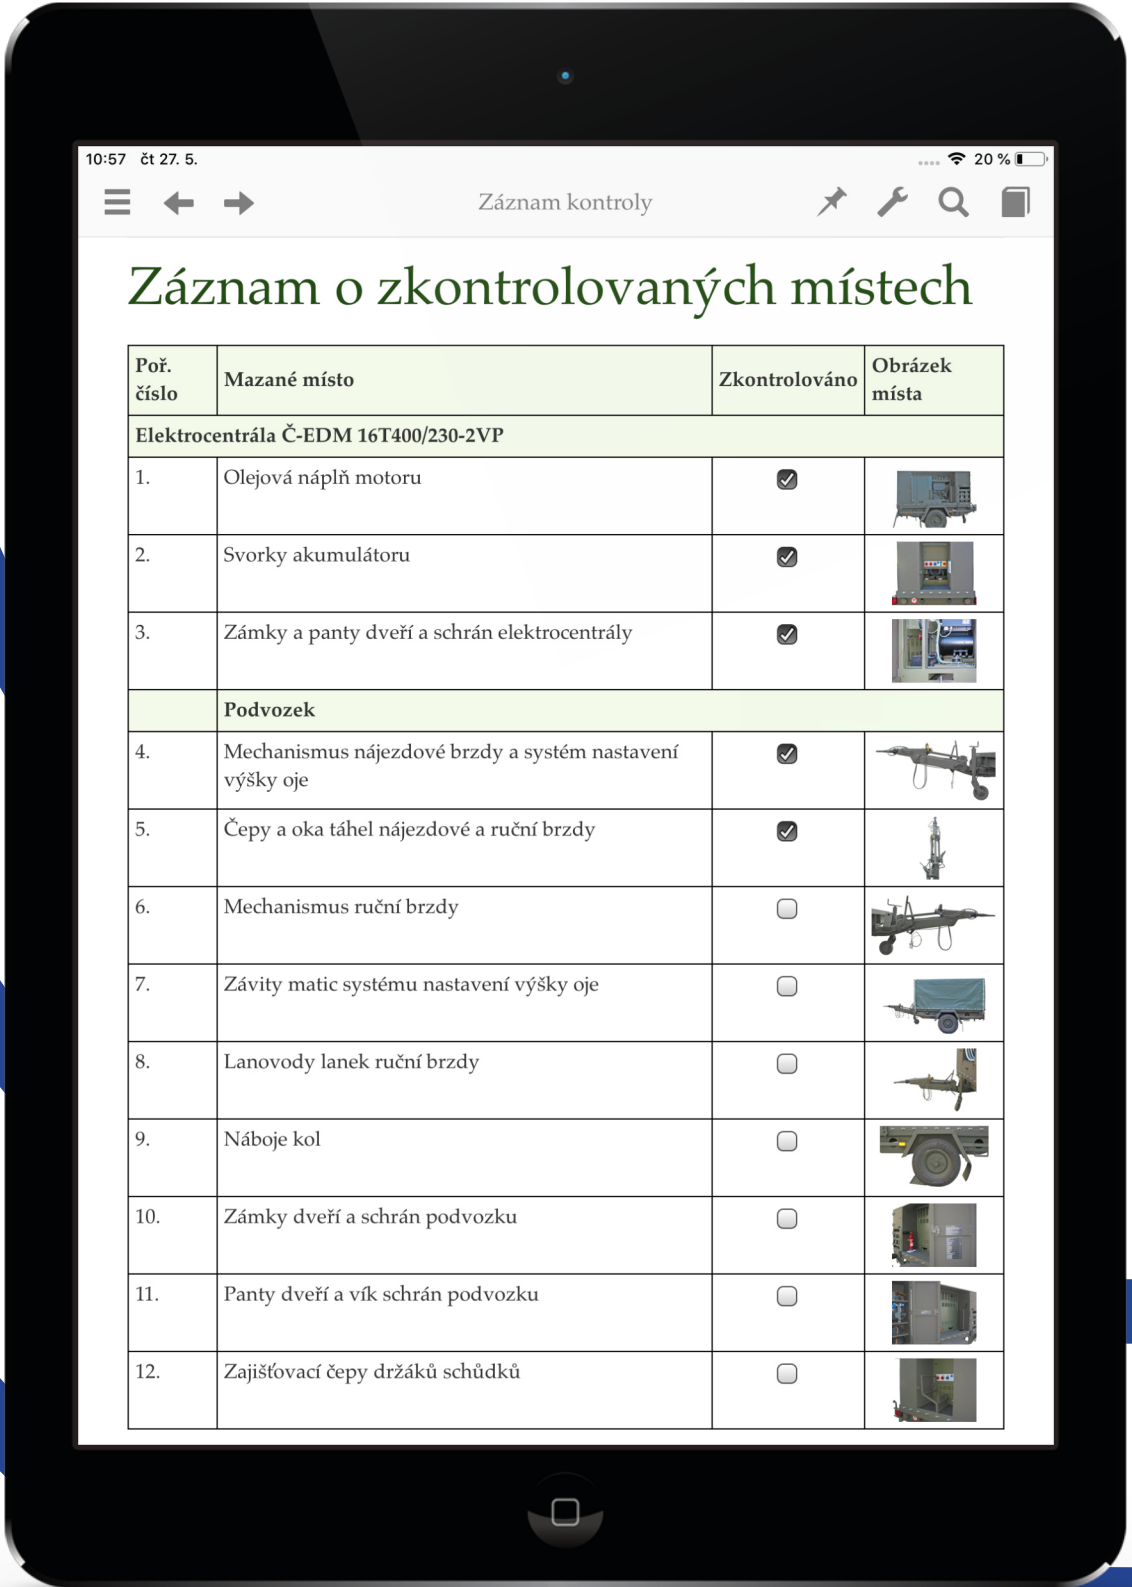 10:57 čt 27. 5. 20 %
Záznam kontroly
Záznam o zkontrolovaných místech
Poř. číslo Mazané místo Zkontrolováno Obrázek místa
Elektrocentrála Č-EDM 16T400/230-2VP
1. Olejová náplň motoru
2. Svorky akumulátoru
3. Zámky a panty dveří a schrán elektrocentrály
Podvozek
4. Mechanismus nájezdové brzdy a systém nastavení
výšky oje
5. Čepy a oka táhel nájezdové a ruční brzdy
6. Mechanismus ruční brzdy
7. Závity matic systému nastavení výšky oje
8. Lanovody lanek ruční brzdy
9. Náboje kol
10. Zámky dveří a schrán podvozku
11. Panty dveří a vík schrán podvozku
12. Zajišťovací čepy držáků schůdků